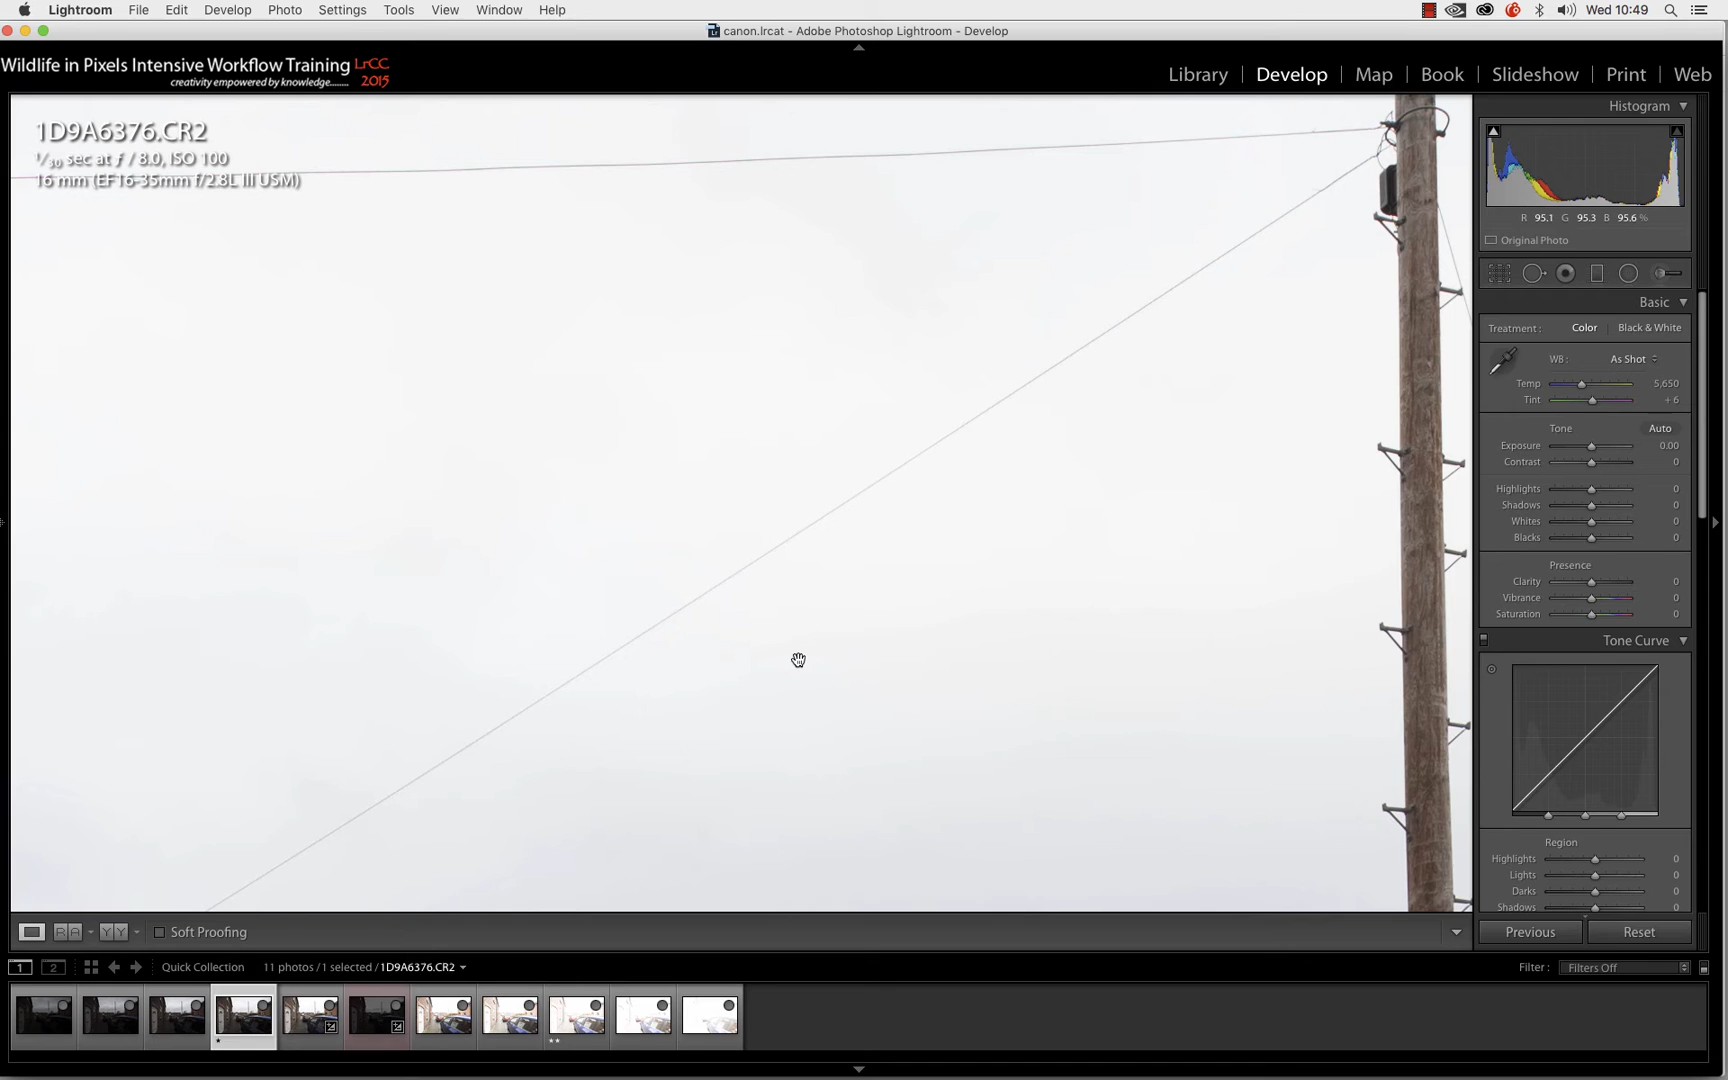 Lightroom File Edit Develop Photo Settings Tools View Window Help Wed 10:49
canon.lrcat - Adobe Photoshop Lightroom - Develop
Wildlife in Pixels Intensive Workflow Training LrCC
creativity empowered by knowledge........ 2015
Library Develop Map Book Slideshow Print Web
1D9A6376.CR2
1/30 sec at ƒ / 8.0, ISO 100
16 mm (EF16-35mm f/2.8L III USM)
Histogram
R 95.1 G 95.3 B 95.6 %
Original Photo
Basic
Treatment : Color Black & White
WB : As Shot
Temp 5,650
Tint + 6
Tone Auto
Exposure 0.00
Contrast 0
Highlights 0
Shadows 0
Whites 0
Blacks 0
Presence
Clarity 0
Vibrance 0
Saturation 0
Tone Curve
Region
Highlights 0
Lights 0
Darks 0
Shadows 0
Soft Proofing
Previous Reset
1 2 Quick Collection 11 photos / 1 selected / 1D9A6376.CR2 Filter : Filters Off